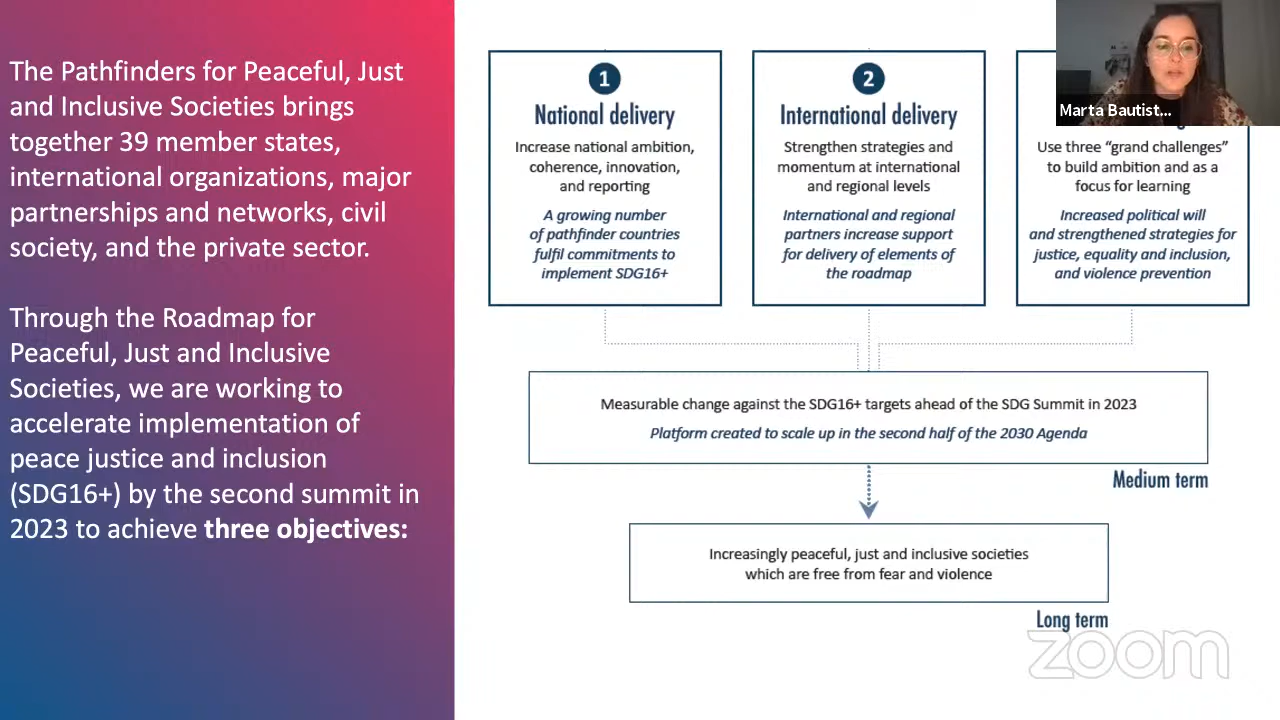 The Pathfinders for Peaceful, Just
and Inclusive Societies brings
together 39 member states,
international organizations, major
partnerships and networks, civil
society, and the private sector.
Through the Roadmap for
Peaceful, Just and Inclusive
Societies, we are working to
accelerate implementation of
peace justice and inclusion
(SDG16+) by the second summit in
2023 to achieve three objectives:
1
National delivery
Increase national ambition,
coherence, innovation,
and reporting
A growing number
of pathfinder countries
fulfil commitments to
implement SDG16+
2
International delivery
Strengthen strategies and
momentum at international
and regional levels
International and regional
partners increase support
for delivery of elements of
the roadmap
Marta Bautist...
Use three “grand challenges”
to build ambition and as a
focus for learning
Increased political will
and strengthened strategies for
justice, equality and inclusion,
and violence prevention
Measurable change against the SDG16+ targets ahead of the SDG Summit in 2023
Platform created to scale up in the second half of the 2030 Agenda
Medium term
Increasingly peaceful, just and inclusive societies
which are free from fear and violence
Long term
zoom